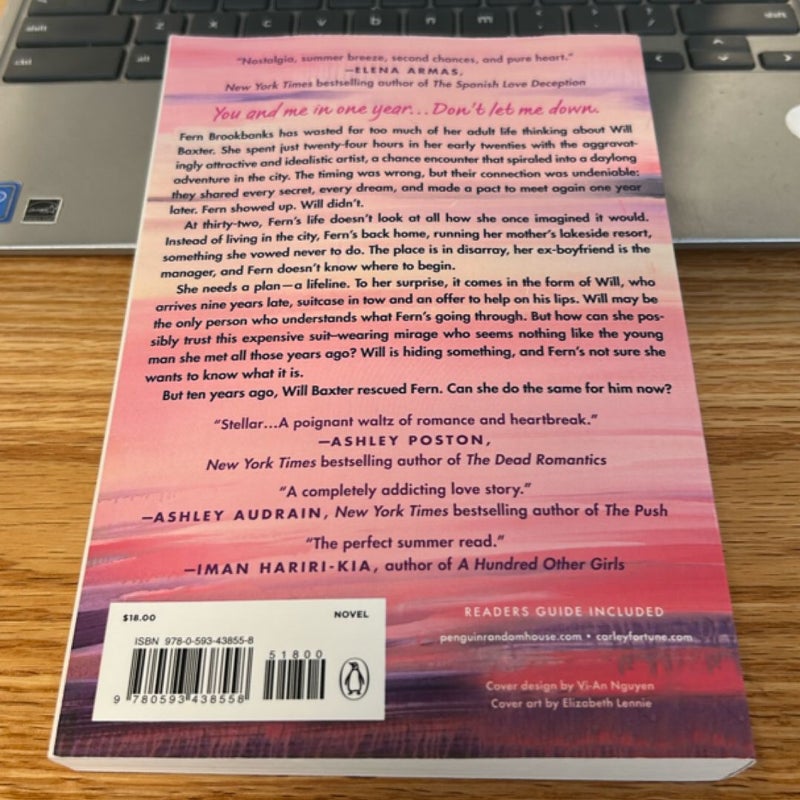 shift
ctrl
alt
b
n
m
shift
"Nostalgia, summer breeze, second chances, and pure heart."
—ELENA ARMAS,
New York Times bestselling author of The Spanish Love Deception
You and me in one year... Don't let me down.
Fern Brookbanks has wasted far too much of her adult life thinking about Will
Baxter. She spent just twenty-four hours in her early twenties with the aggravat-
ingly attractive and idealistic artist, a chance encounter that spiraled into a daylong
adventure in the city. The timing was wrong, but their connection was undeniable:
they shared every secret, every dream, and made a pact to meet again one year
later. Fern showed up. Will didn't.
At thirty-two, Fern's life doesn't look at all how she once imagined it would.
Instead of living in the city, Fern's back home, running her mother's lakeside resort,
something she vowed never to do. The place is in disarray, her ex-boyfriend is the
manager, and Fern doesn't know where to begin.
She needs a plan—a lifeline. To her surprise, it comes in the form of Will, who
arrives nine years late, suitcase in tow and an offer to help on his lips. Will may be
the only person who understands what Fern's going through. But how can she pos-
sibly trust this expensive suit-wearing mirage who seems nothing like the young
man she met all those years ago? Will is hiding something, and Fern's not sure she
wants to know what it is.
But ten years ago, Will Baxter rescued Fern. Can she do the same for him now?
"Stellar...A poignant waltz of romance and heartbreak."
—ASHLEY POSTON,
New York Times bestselling author of The Dead Romantics
"A completely addicting love story."
—ASHLEY AUDRAIN, New York Times bestselling author of The Push
"The perfect summer read."
—IMAN HARIRI-KIA, author of A Hundred Other Girls
$18.00
NOVEL
ISBN 978-0-593-43855-8
51800
9 780593 438558
READERS GUIDE INCLUDED
penguinrandomhouse.com • carleyfortune.com
Cover design by Vi-An Nguyen
Cover art by Elizabeth Lennie